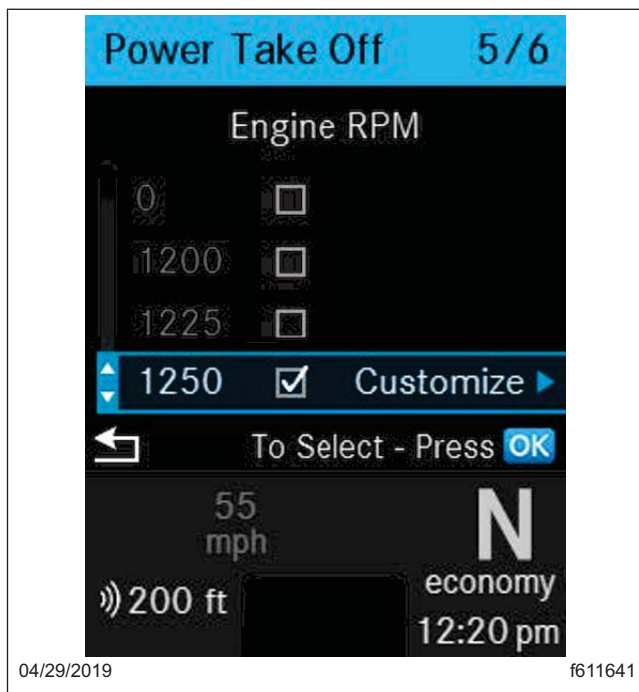 Power Take Off 5/6
Engine RPM
0
1200
1225
1250 Customize
To Select - Press OK
55
mph
N
200 ft
economy
12:20 pm
04/29/2019 f611641